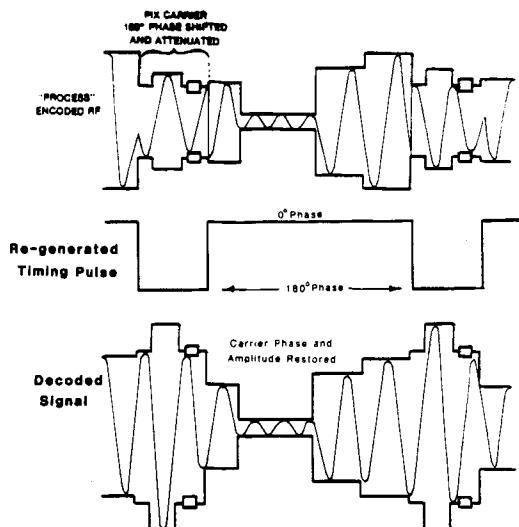 PIX CARRIER
180° PHASE SHIFTED
AND ATTENUATED
"PROCESS"
ENCODED RF
0° Phase
Re-generated
Timing Pulse
180° Phase
Carrier Phase and
Amplitude Restored
Decoded
Signal